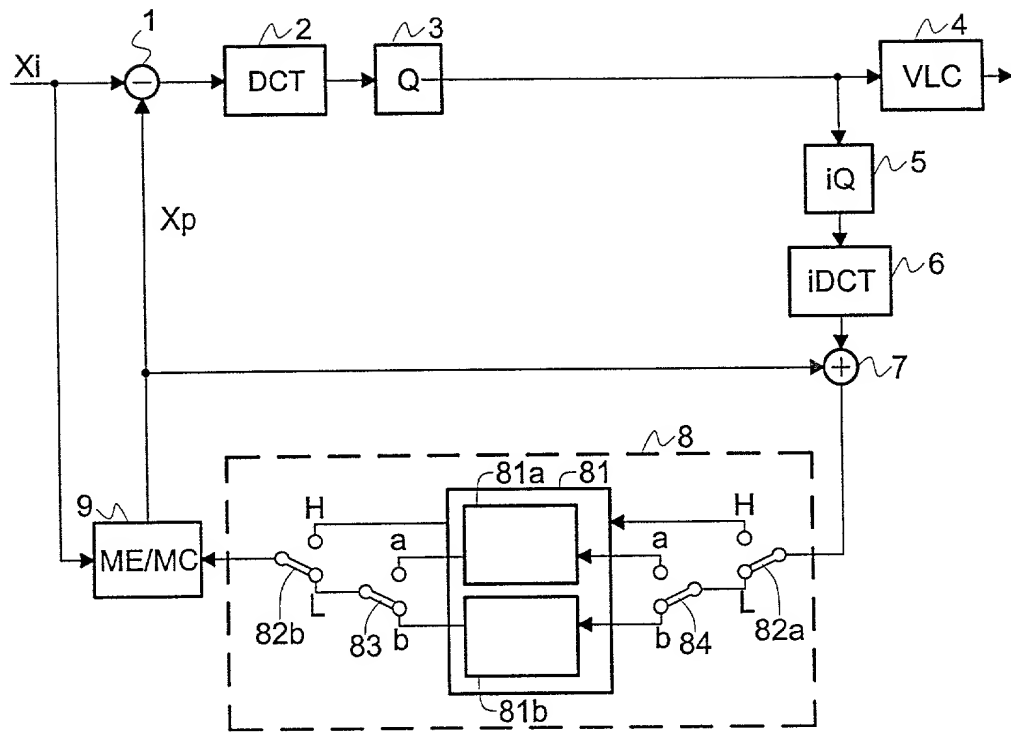 1
2
3
4
Xi
−
DCT
Q
VLC
Xp
iQ
5
iDCT
6
+
7
8
81a
81
9
H
H
ME/MC
a
a
L
L
82b
83
b
b
84
82a
81b